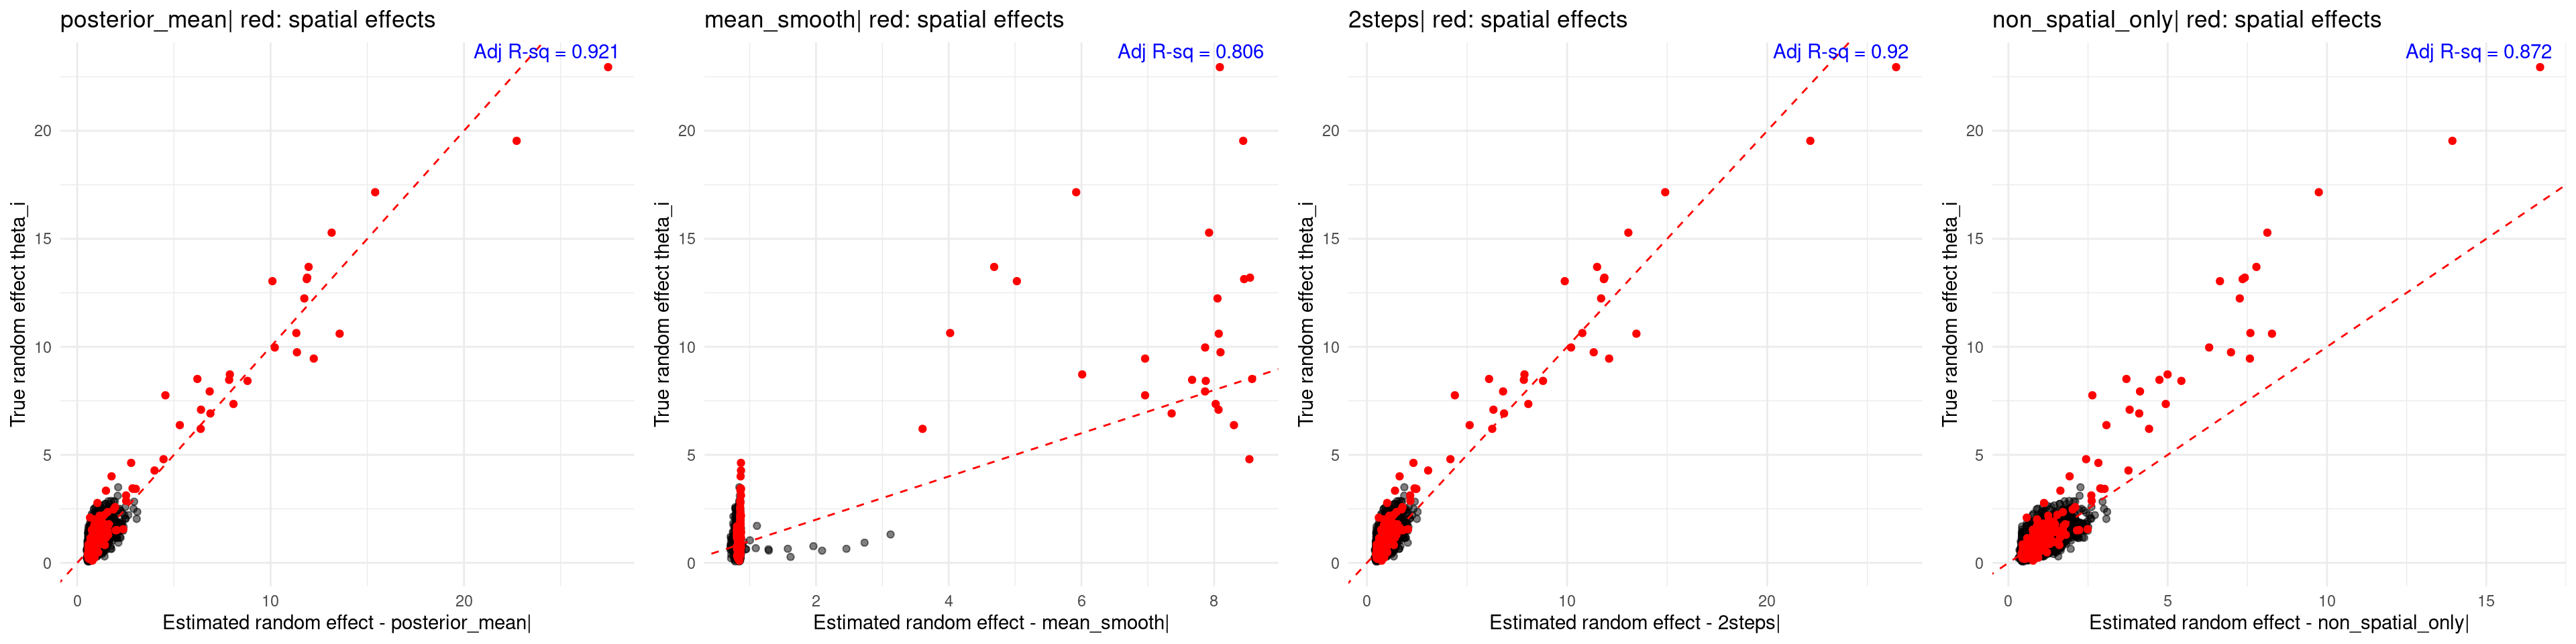 posterior_mean| red: spatial effects
Adj R-sq = 0.921
True random effect theta_i
20
15
10
5
0
0 10 20
Estimated random effect - posterior_mean|
mean_smooth| red: spatial effects
Adj R-sq = 0.806
True random effect theta_i
20
15
10
5
0
2 4 6 8
Estimated random effect - mean_smooth|
2steps| red: spatial effects
Adj R-sq = 0.92
True random effect theta_i
20
15
10
5
0
0 10 20
Estimated random effect - 2steps|
non_spatial_only| red: spatial effects
Adj R-sq = 0.872
True random effect theta_i
20
15
10
5
0
0 5 10 15
Estimated random effect - non_spatial_only|